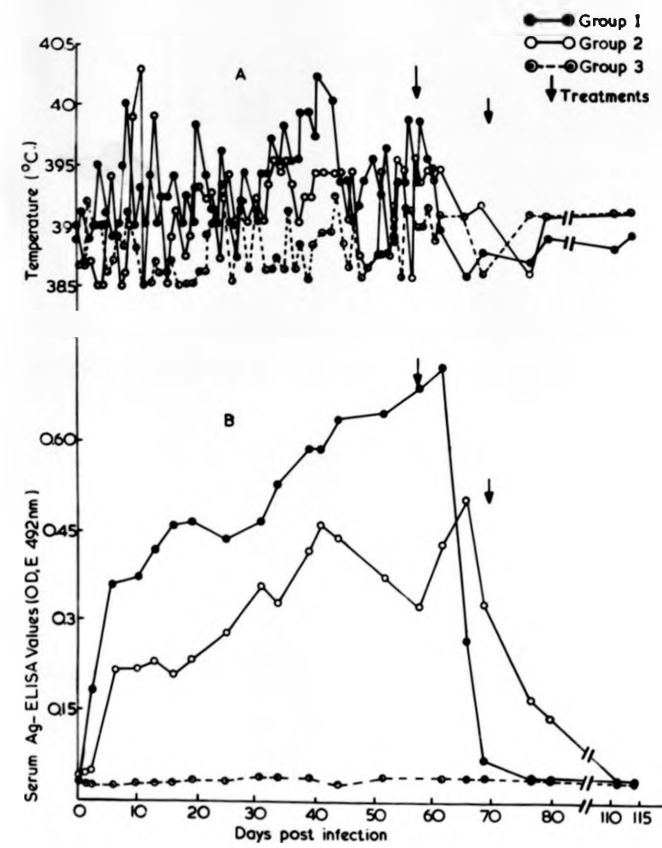 Group 1
Group 2
Group 3
Treatments
A
Temperature (°C.)
405
40
395
39
385
B
Serum Ag-ELISA Values (OD, E 492nm)
0.60
0.45
0.3
0.15
0 10 20 30 40 50 60 70 80 110 115
Days post infection